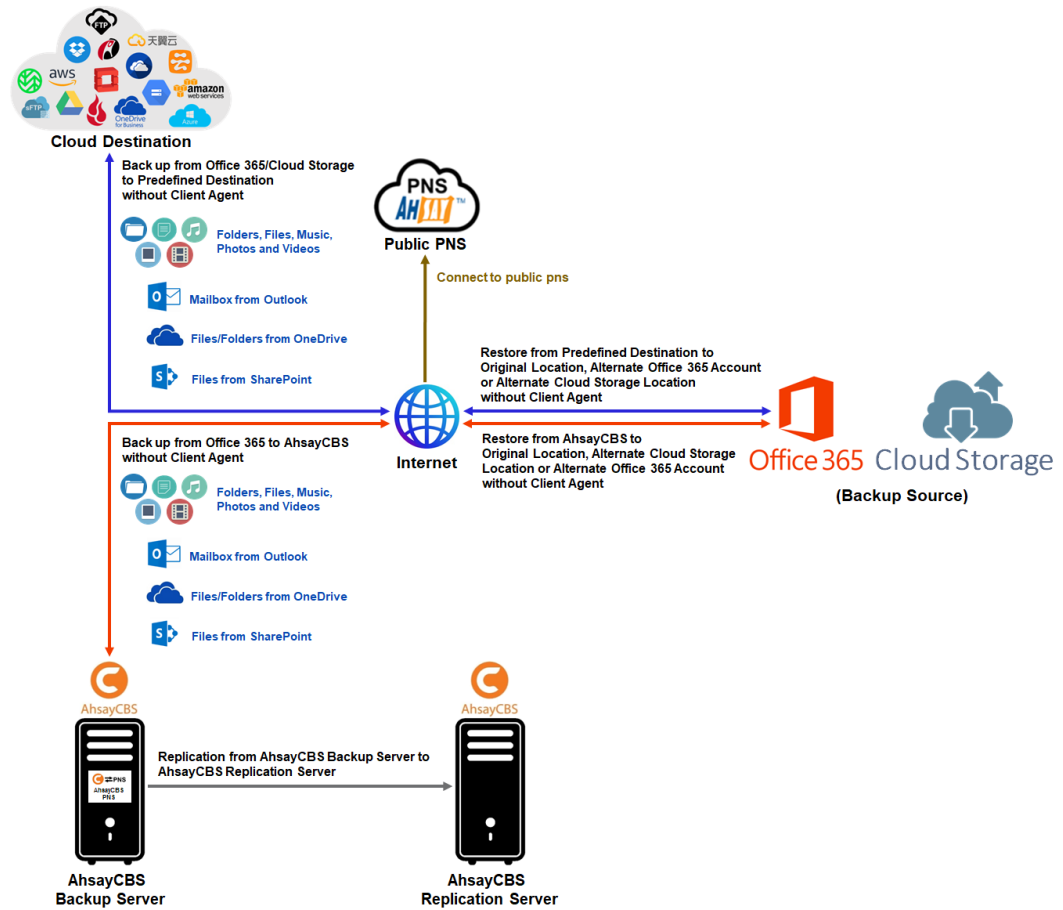 FTP
天翼云
aws
amazon
web services
sFTP
OneDrive
for Business
Azure
Cloud Destination
Back up from Office 365/Cloud Storage
to Predefined Destination
without Client Agent
Folders, Files, Music,
Photos and Videos
Mailbox from Outlook
Files/Folders from OneDrive
Files from SharePoint
PNS
AHSAY™
Public PNS
Connect to public pns
Restore from Predefined Destination to
Original Location, Alternate Office 365 Account
or Alternate Cloud Storage Location
without Client Agent
Internet
Restore from AhsayCBS to
Original Location, Alternate Cloud Storage
Location or Alternate Office 365 Account
without Client Agent
Office 365
Cloud Storage
(Backup Source)
Back up from Office 365 to AhsayCBS
without Client Agent
Folders, Files, Music,
Photos and Videos
Mailbox from Outlook
Files/Folders from OneDrive
Files from SharePoint
AhsayCBS
AhsayCBS
PNS
AhsayCBS
PNS
Replication from AhsayCBS Backup Server to
AhsayCBS Replication Server
AhsayCBS
Backup Server
AhsayCBS
Replication Server